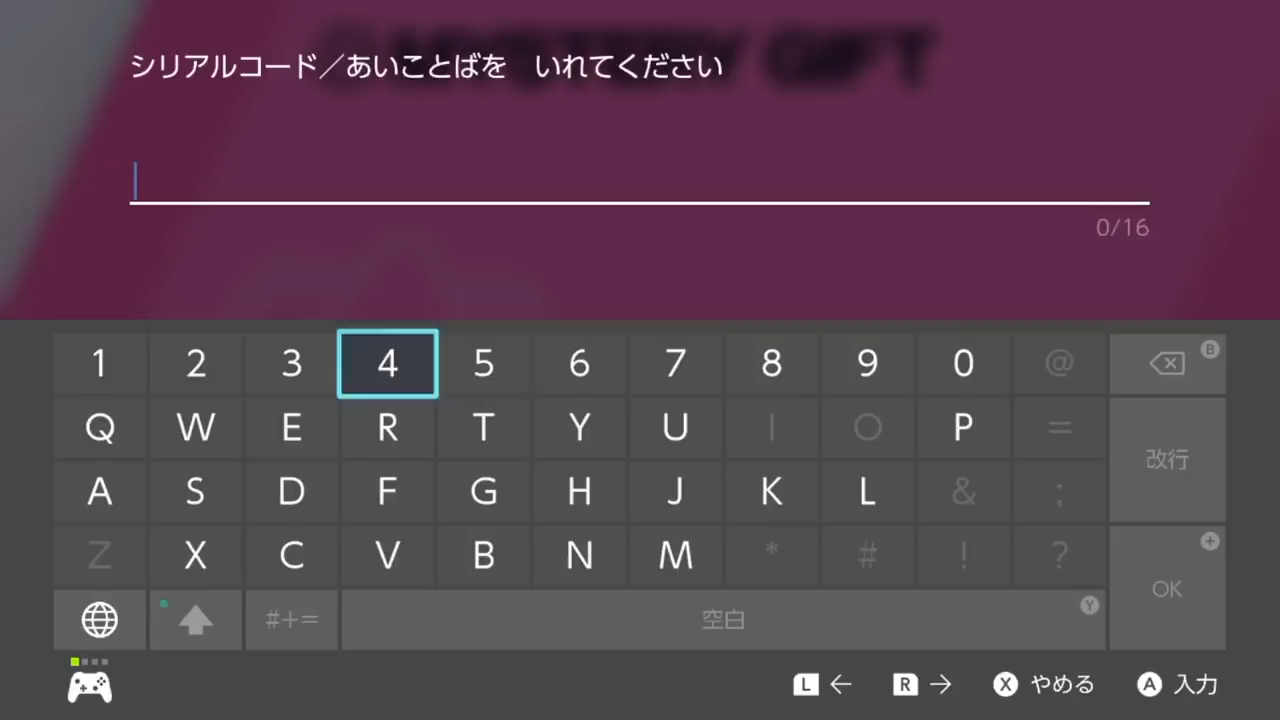 MYSTERY GIFT
シリアルコード／あいことばを　いれてください
0/16
1 2 3 4 5 6 7 8 9 0 @ B
Q W E R T Y U I O P =
改行
A S D F G H J K L & ;
Z X C V B N M * # ! ? +
OK
#+= 空白 Y
L ← R → X やめる A 入力